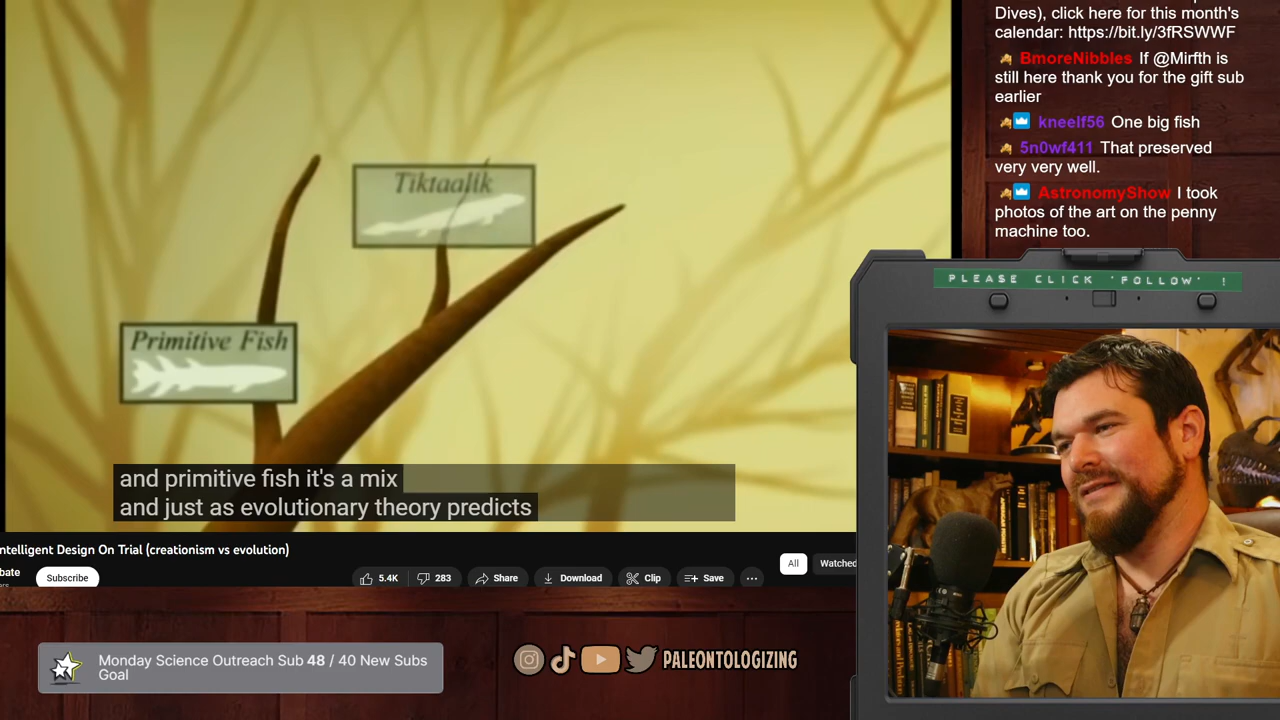 Tiktaalik
Primitive Fish
and primitive fish it's a mix
and just as evolutionary theory predicts
ntelligent Design On Trial (creationism vs evolution)
bate
Subscribe
5.4K
283
Share
Download
Clip
Save
All
Watched
Dives), click here for this month's
calendar: https://bit.ly/3fRSWWF
BmoreNibbles If @Mirfth is
still here thank you for the gift sub
earlier
kneelf56 One big fish
5n0wf411 That preserved
very very well.
AstronomyShow I took
photos of the art on the penny
machine too.
PLEASE CLICK 'FOLLOW' !
Monday Science Outreach Sub 48 / 40 New Subs
Goal
PALEONTOLOGIZING